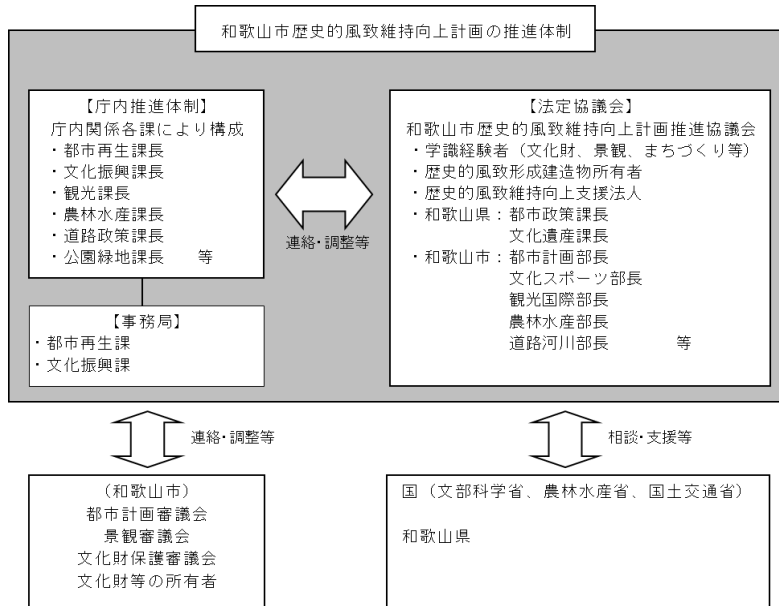 和歌山市歴史的風致維持向上計画の推進体制
【庁内推進体制】
庁内関係各課により構成
・都市再生課長
・文化振興課長
・観光課長
・農林水産課長
・道路政策課長
・公園緑地課長　等
【事務局】
・都市再生課
・文化振興課
連絡・調整等
【法定協議会】
和歌山市歴史的風致維持向上計画推進協議会
・学識経験者（文化財、景観、まちづくり等）
・歴史的風致形成建造物所有者
・歴史的風致維持向上支援法人
・和歌山県：都市政策課長
文化遺産課長
・和歌山市：都市計画部長
文化スポーツ部長
観光国際部長
農林水産部長
道路河川部長　等
連絡・調整等
相談・支援等
（和歌山市）
都市計画審議会
景観審議会
文化財保護審議会
文化財等の所有者
国（文部科学省、農林水産省、国土交通省）
和歌山県